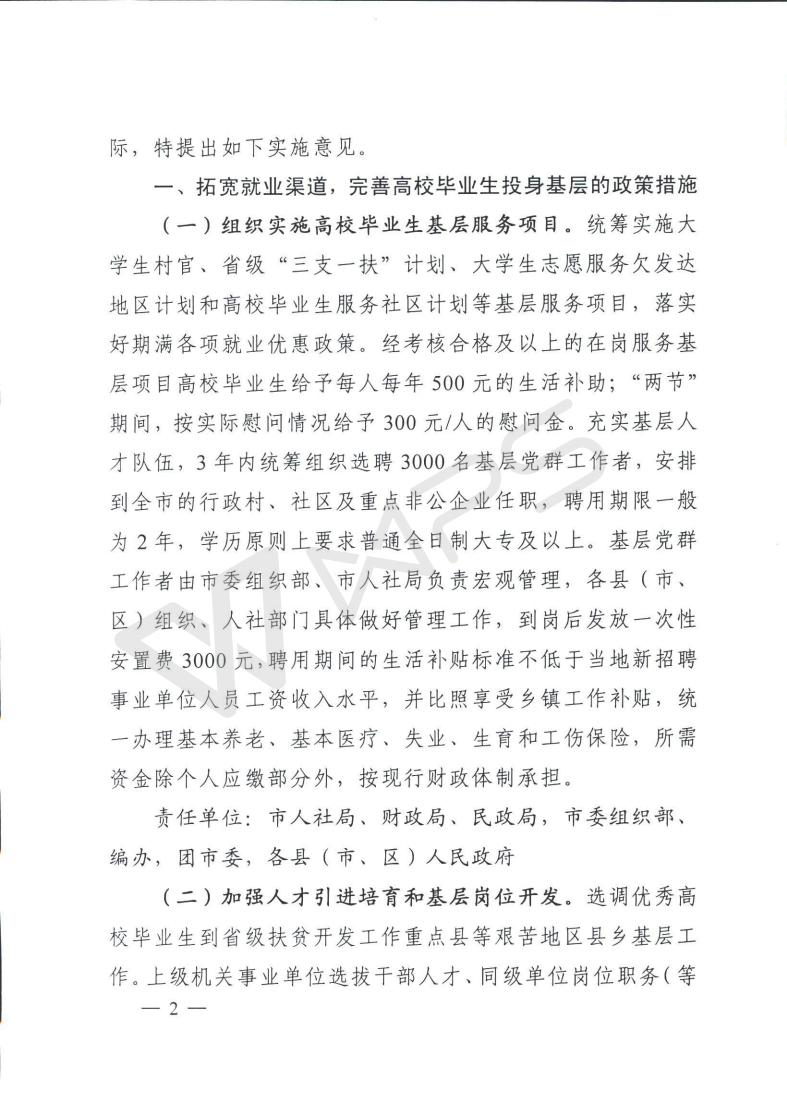 际，特提出如下实施意见。
一、拓宽就业渠道，完善高校毕业生投身基层的政策措施
（一）组织实施高校毕业生基层服务项目。统筹实施大
学生村官、省级“三支一扶”计划、大学生志愿服务欠发达
地区计划和高校毕业生服务社区计划等基层服务项目，落实
好期满各项就业优惠政策。经考核合格及以上的在岗服务基
层项目高校毕业生给予每人每年 500 元的生活补助；“两节”
期间，按实际慰问情况给予 300 元/人的慰问金。充实基层人
才队伍，3 年内统筹组织选聘 3000 名基层党群工作者，安排
到全市的行政村、社区及重点非公企业任职，聘用期限一般
为 2 年，学历原则上要求普通全日制大专及以上。基层党群
工作者由市委组织部、市人社局负责宏观管理，各县（市、
区）组织、人社部门具体做好管理工作，到岗后发放一次性
安置费 3000 元，聘用期间的生活补贴标准不低于当地新招聘
事业单位人员工资收入水平，并比照享受乡镇工作补贴，统
一办理基本养老、基本医疗、失业、生育和工伤保险，所需
资金除个人应缴部分外，按现行财政体制承担。
责任单位：市人社局、财政局、民政局，市委组织部、
编办，团市委，各县（市、区）人民政府
（二）加强人才引进培育和基层岗位开发。选调优秀高
校毕业生到省级扶贫开发工作重点县等艰苦地区县乡基层工
作。上级机关事业单位选拔干部人才、同级单位岗位职务（等
— 2 —
WPS